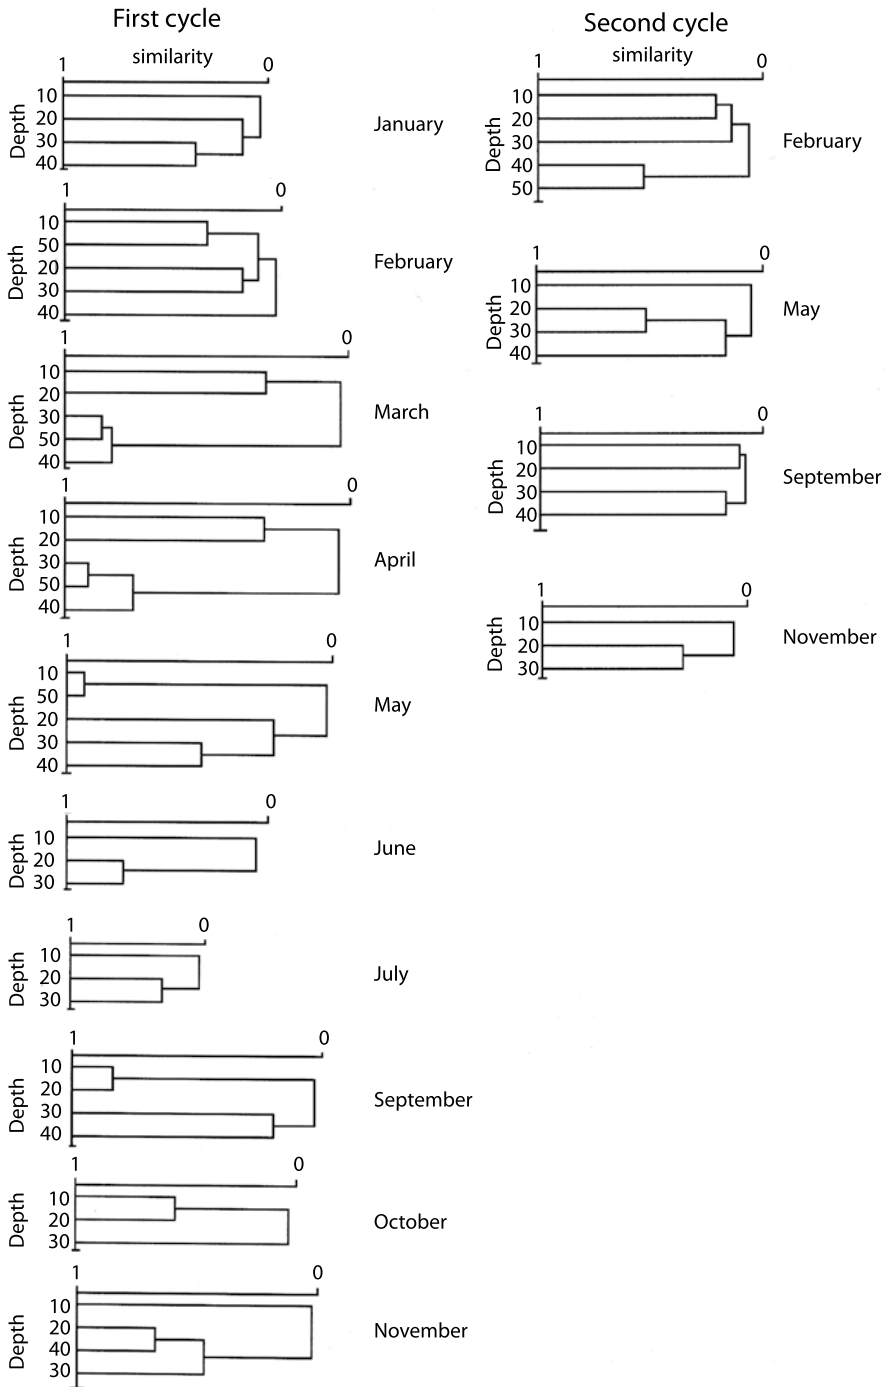 First cycle
similarity
1 0
Depth
10
20
30
40
January
1 0
Depth
10
50
20
30
40
February
1 0
Depth
10
20
30
50
40
March
1 0
Depth
10
20
30
50
40
April
1 0
Depth
10
50
20
30
40
May
1 0
Depth
10
20
30
June
1 0
Depth
10
20
30
July
1 0
Depth
10
20
30
40
September
1 0
Depth
10
20
30
October
1 0
Depth
10
20
40
30
November
Second cycle
similarity
1 0
Depth
10
20
30
40
50
February
1 0
Depth
10
20
30
40
May
1 0
Depth
10
20
30
40
September
1 0
Depth
10
20
30
November